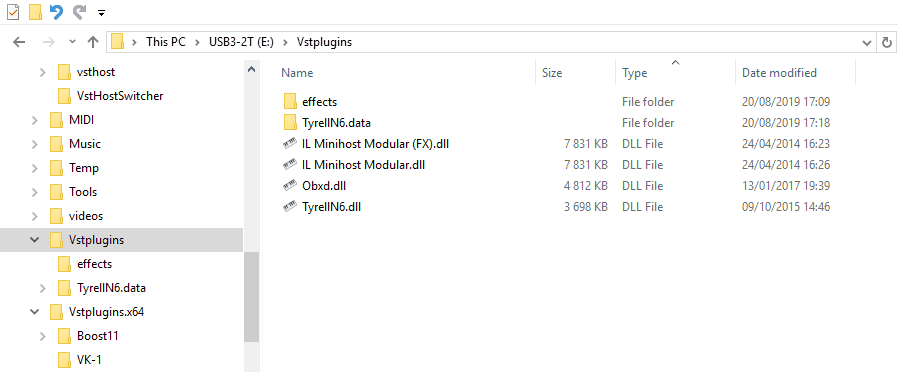 This PC > USB3-2T (E:) > Vstplugins
vsthost
VstHostSwitcher
MIDI
Music
Temp
Tools
videos
Vstplugins
effects
TyrelIN6.data
Vstplugins.x64
Boost11
VK-1
Name Size Type Date modified
effects File folder 20/08/2019 17:09
TyrelIN6.data File folder 20/08/2019 17:18
IL Minihost Modular (FX).dll 7 831 KB DLL File 24/04/2014 16:23
IL Minihost Modular.dll 7 831 KB DLL File 24/04/2014 16:26
Obxd.dll 4 812 KB DLL File 13/01/2017 19:39
TyrelIN6.dll 3 698 KB DLL File 09/10/2015 14:46